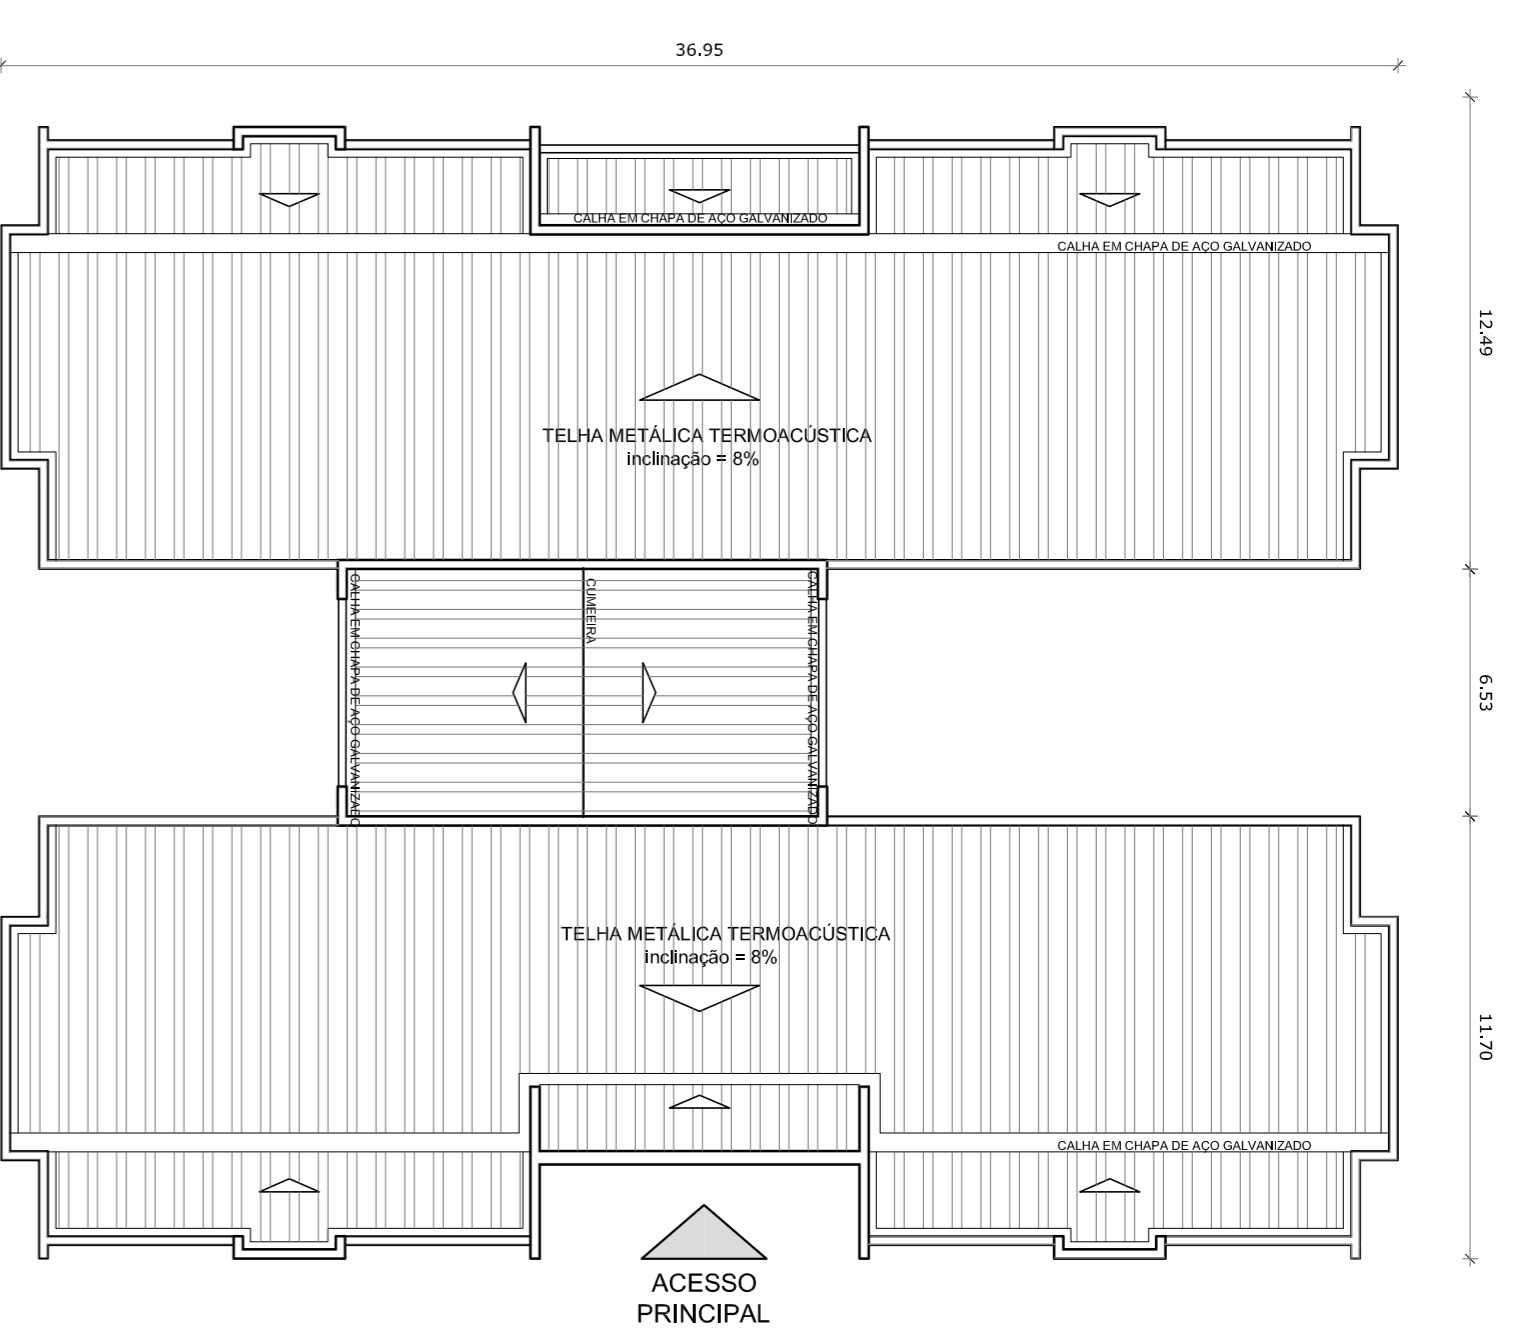 36.95
CALHA EM CHAPA DE AÇO GALVANIZADO
CALHA EM CHAPA DE AÇO GALVANIZADO
12.49
TELHA METÁLICA TERMOACÚSTICA
inclinação = 8%
CALHA EM CHAPA DE AÇO GALVANIZADO
CUMEEIRA
CALHA EM CHAPA DE AÇO GALVANIZADO
6.53
TELHA METÁLICA TERMOACÚSTICA
inclinação = 8%
11.70
CALHA EM CHAPA DE AÇO GALVANIZADO
ACESSO
PRINCIPAL